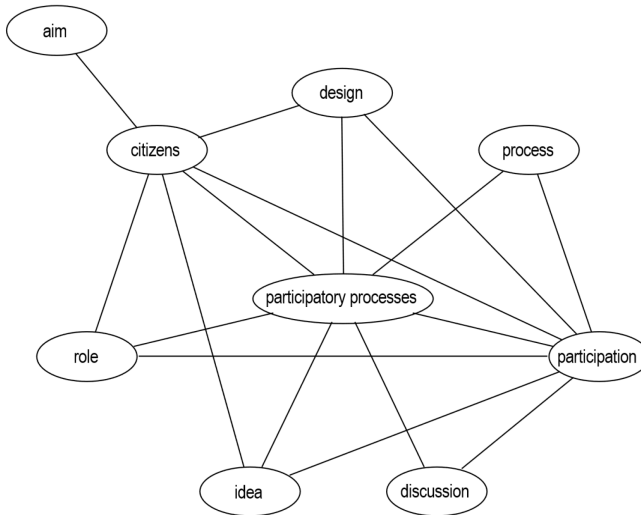 aim
design
citizens
process
participatory processes
role
participation
idea
discussion